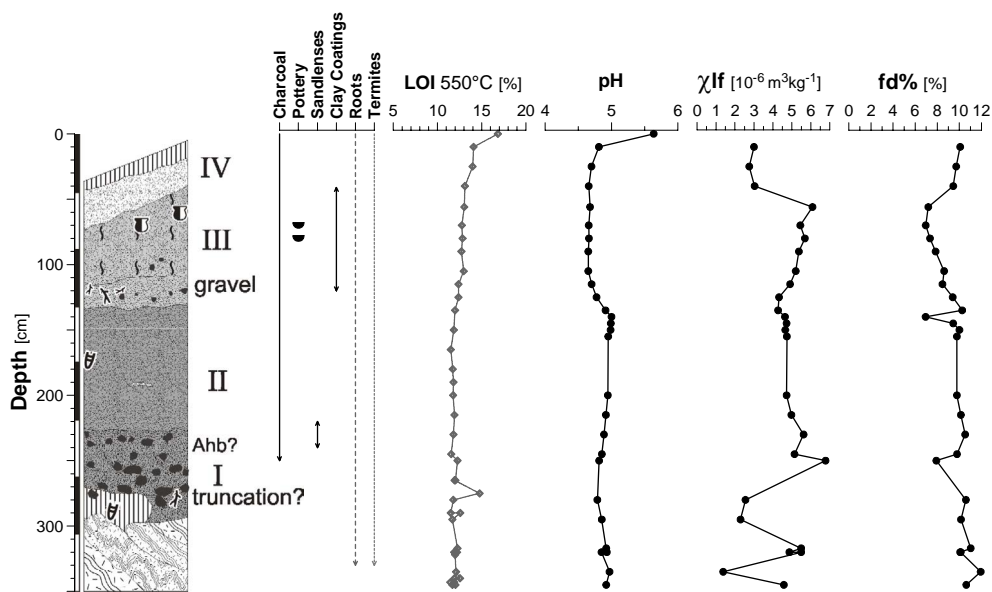 Charcoal
Pottery
Sandlenses
Clay Coatings
Roots
Termites
LOI 550°C [%]
pH
χlf [10-6 m3kg-1]
fd% [%]
5 10 15 20
4 5 6
0 1 2 3 4 5 6 7
0 2 4 6 8 10 12
Depth [cm]
0
100
200
300
IV
III
gravel
II
Ahb?
I
truncation?